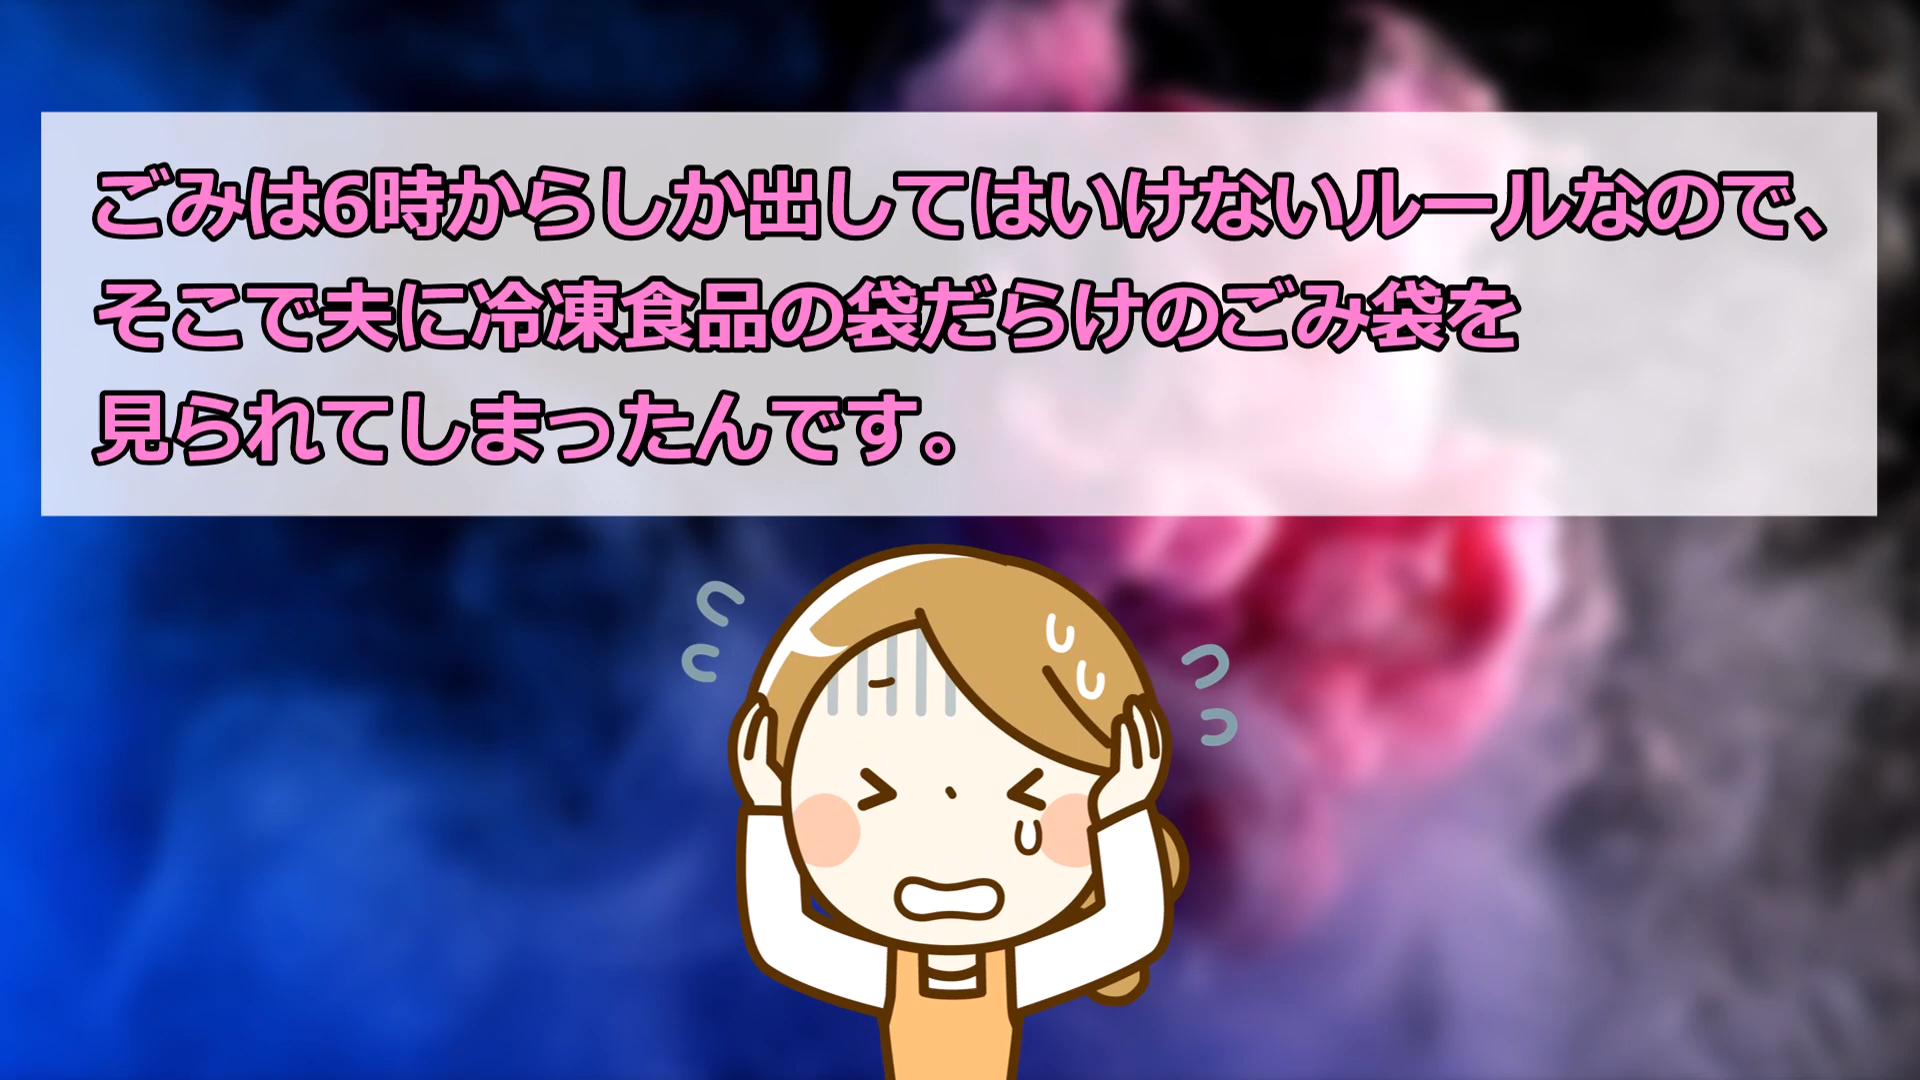 ごみは6時からしか出してはいけないルールなので、
そこで夫に冷凍食品の袋だらけのごみ袋を
見られてしまったんです。